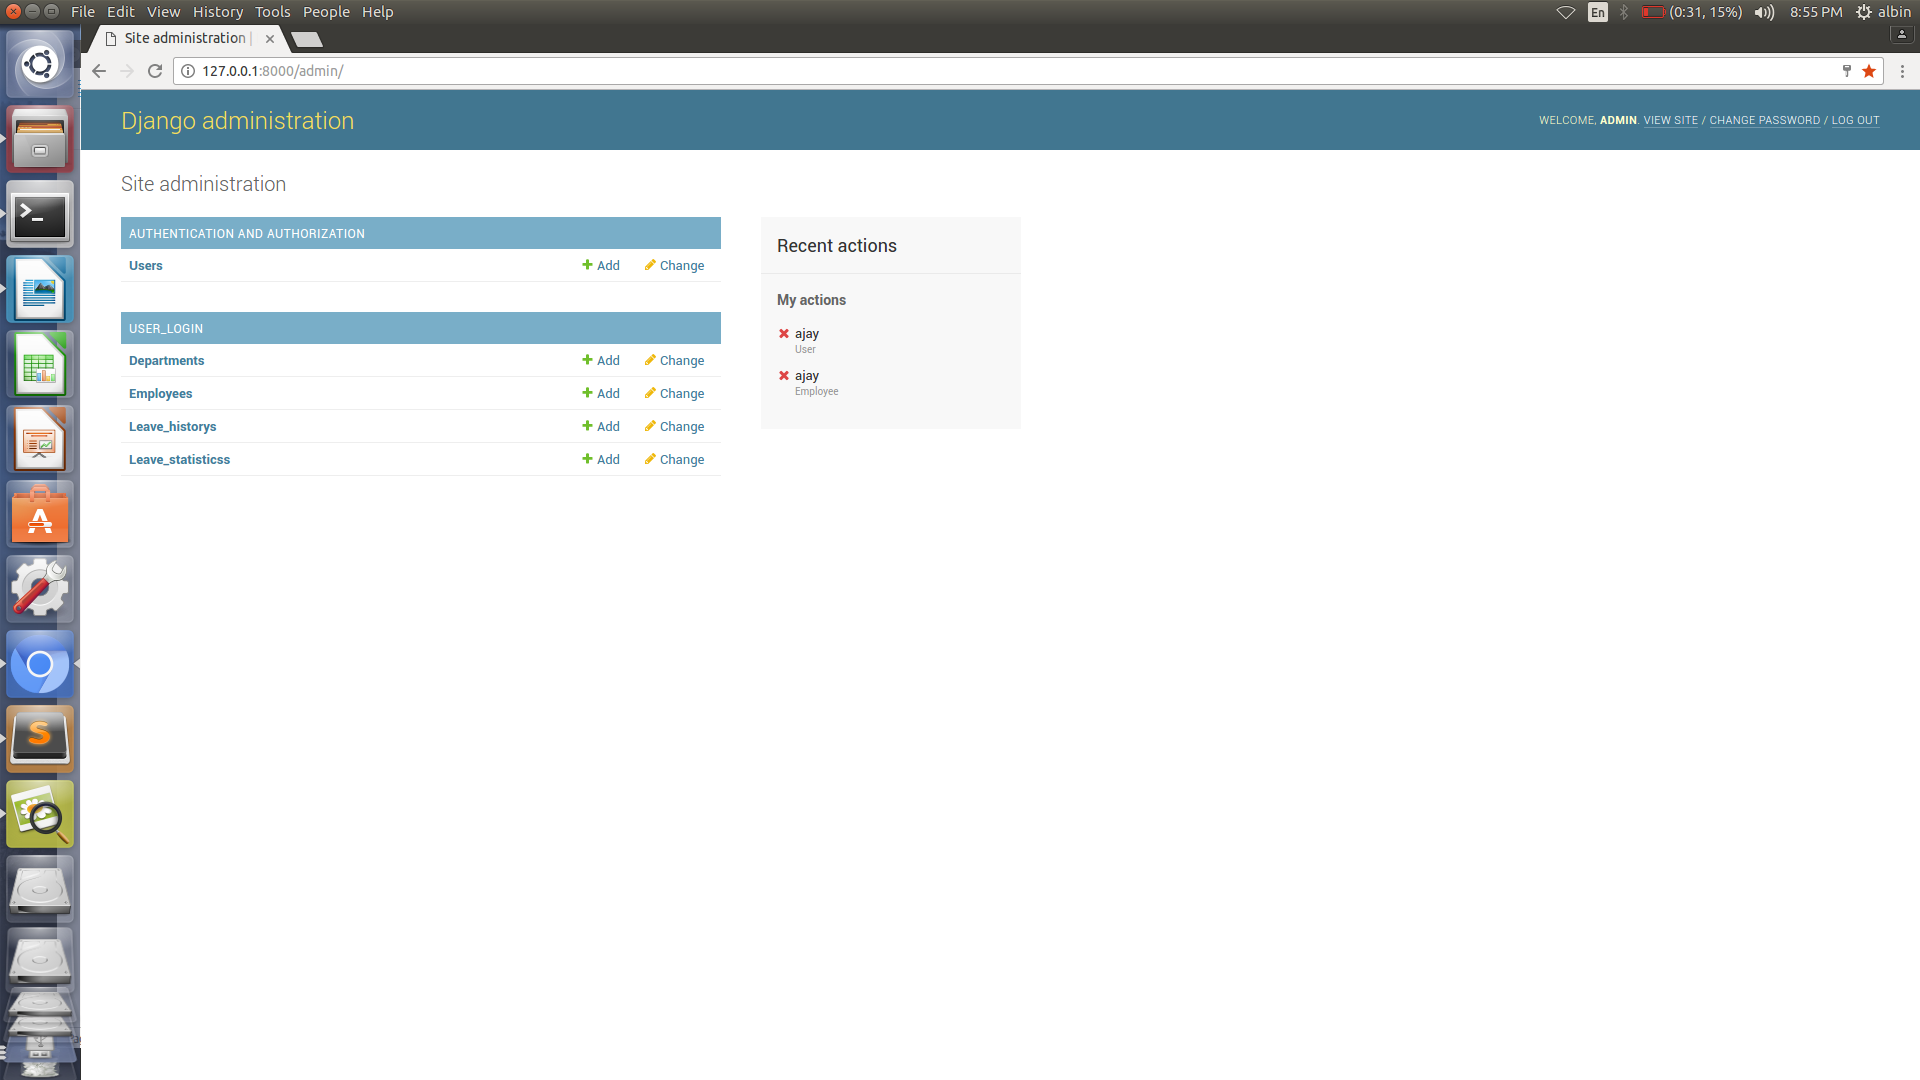 File Edit View History Tools People Help
En (0:31, 15%) 8:55 PM albin
Site administration |
127.0.0.1:8000/admin/
Django administration
WELCOME, ADMIN. VIEW SITE / CHANGE PASSWORD / LOG OUT
Site administration
AUTHENTICATION AND AUTHORIZATION
Users Add Change
USER_LOGIN
Departments Add Change
Employees Add Change
Leave_historys Add Change
Leave_statisticss Add Change
Recent actions
My actions
ajay
User
ajay
Employee